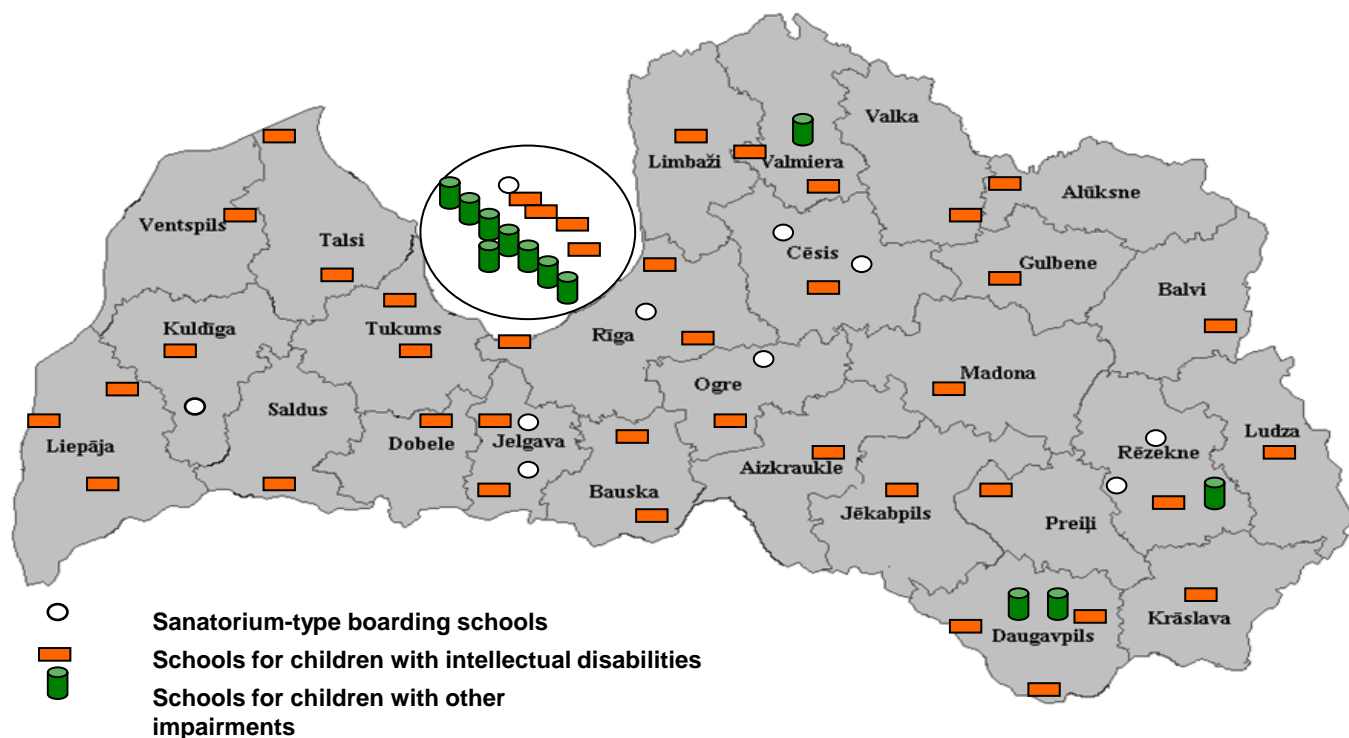 Valka
Limbaži
Valmiera
Alūksne
Ventspils
Talsi
Cēsis
Gulbene
Balvi
Kuldīga
Tukums
Rīga
Ogre
Madona
Saldus
Liepāja
Dobele
Jelgava
Ludza
Rēzekne
Aizkraukle
Bauska
Jēkabpils
Preiļi
Krāslava
Daugavpils
Sanatorium-type boarding schools
Schools for children with intellectual disabilities
Schools for children with other
impairments